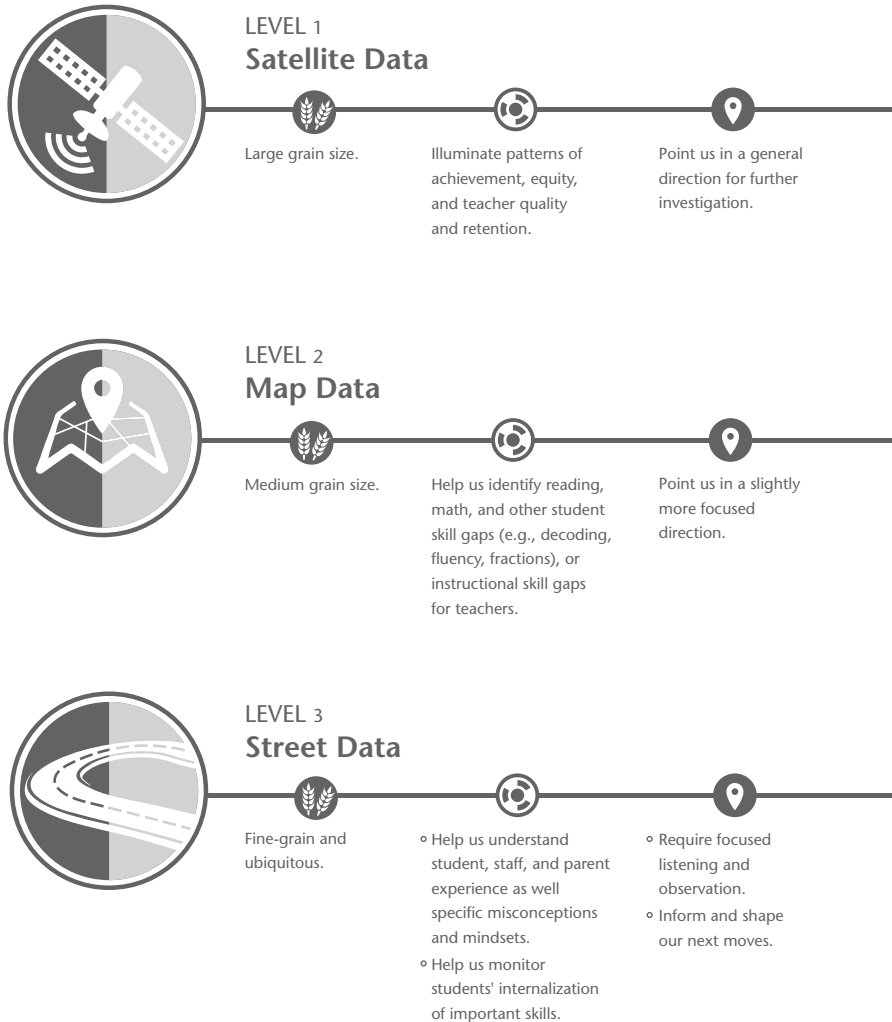 LEVEL 1
Satellite Data
Large grain size.
Illuminate patterns of
achievement, equity,
and teacher quality
and retention.
Point us in a general
direction for further
investigation.
LEVEL 2
Map Data
Medium grain size.
Help us identify reading,
math, and other student
skill gaps (e.g., decoding,
fluency, fractions), or
instructional skill gaps
for teachers.
Point us in a slightly
more focused
direction.
LEVEL 3
Street Data
Fine-grain and
ubiquitous.
Help us understand
student, staff, and parent
experience as well
specific misconceptions
and mindsets.
Help us monitor
students' internalization
of important skills.
Require focused
listening and
observation.
Inform and shape
our next moves.